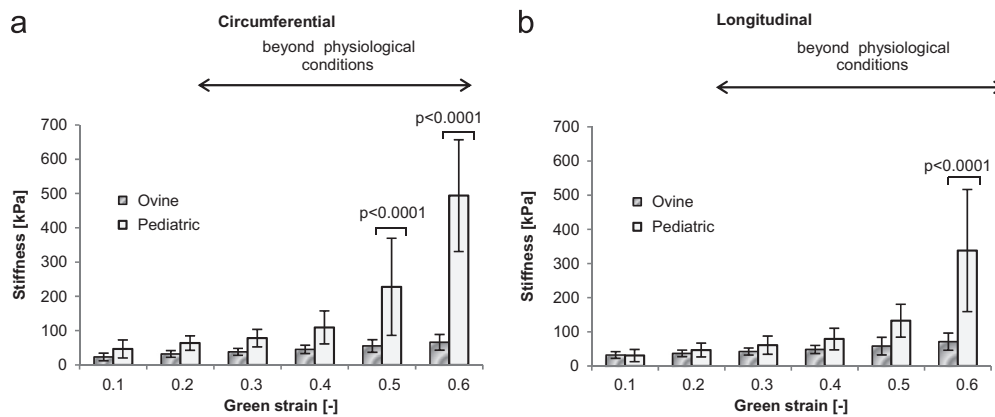 a
Circumferential
beyond physiological
conditions
p<0.0001
p<0.0001
700
600
500
400
300
200
100
0
Stiffness [kPa]
Ovine
Pediatric
0.1 0.2 0.3 0.4 0.5 0.6
Green strain [-]
b
Longitudinal
beyond physiological
conditions
p<0.0001
700
600
500
400
300
200
100
0
Stiffness [kPa]
Ovine
Pediatric
0.1 0.2 0.3 0.4 0.5 0.6
Green strain [-]